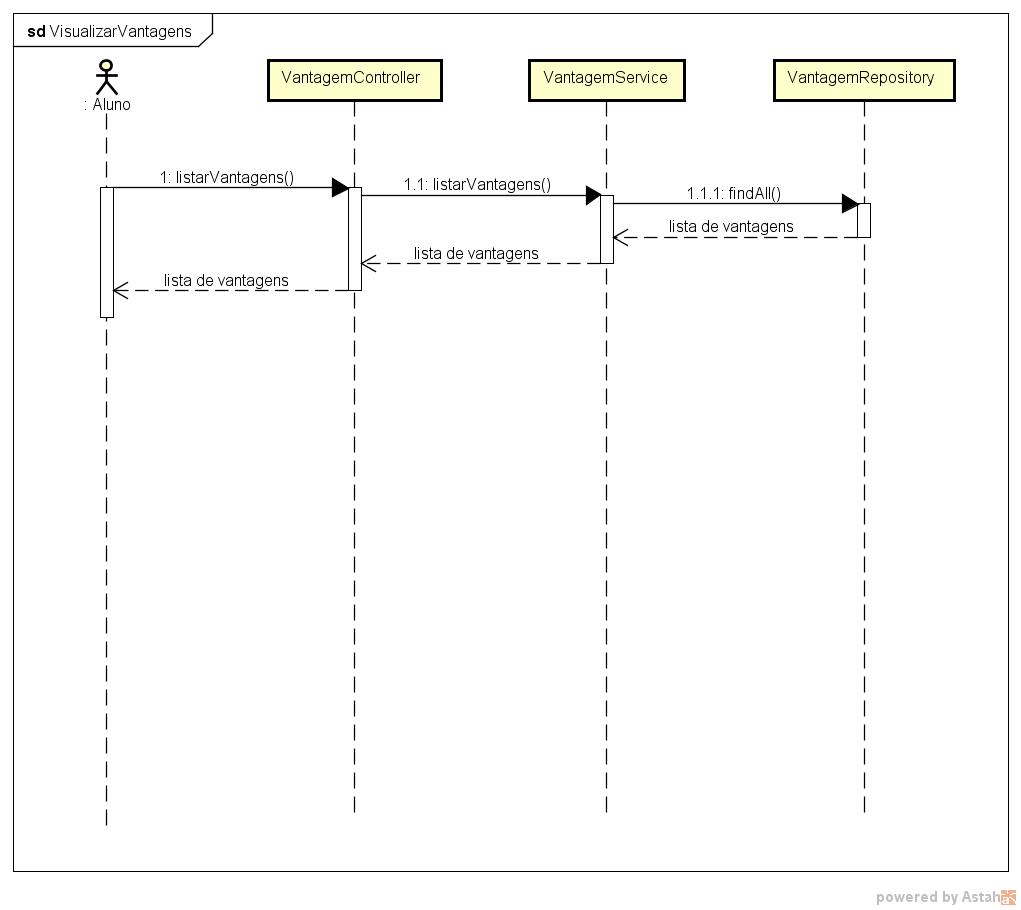 sd VisualizarVantagens
: Aluno
VantagemController
VantagemService
VantagemRepository
1: listarVantagens()
1.1: listarVantagens()
1.1.1: findAll()
lista de vantagens
lista de vantagens
lista de vantagens
powered by Astah